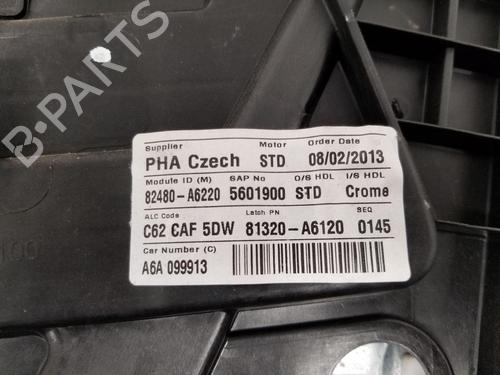 B-PARTS
Supplier Motor Order Date
PHA Czech STD 08/02/2013
Module ID (M) SAP No O/S HDL I/S HDL
82480-A6220 5601900 STD Crome
ALC Code Latch PN SEQ
C62 CAF 5DW 81320-A6120 0145
Car Number (C)
A6A 099913